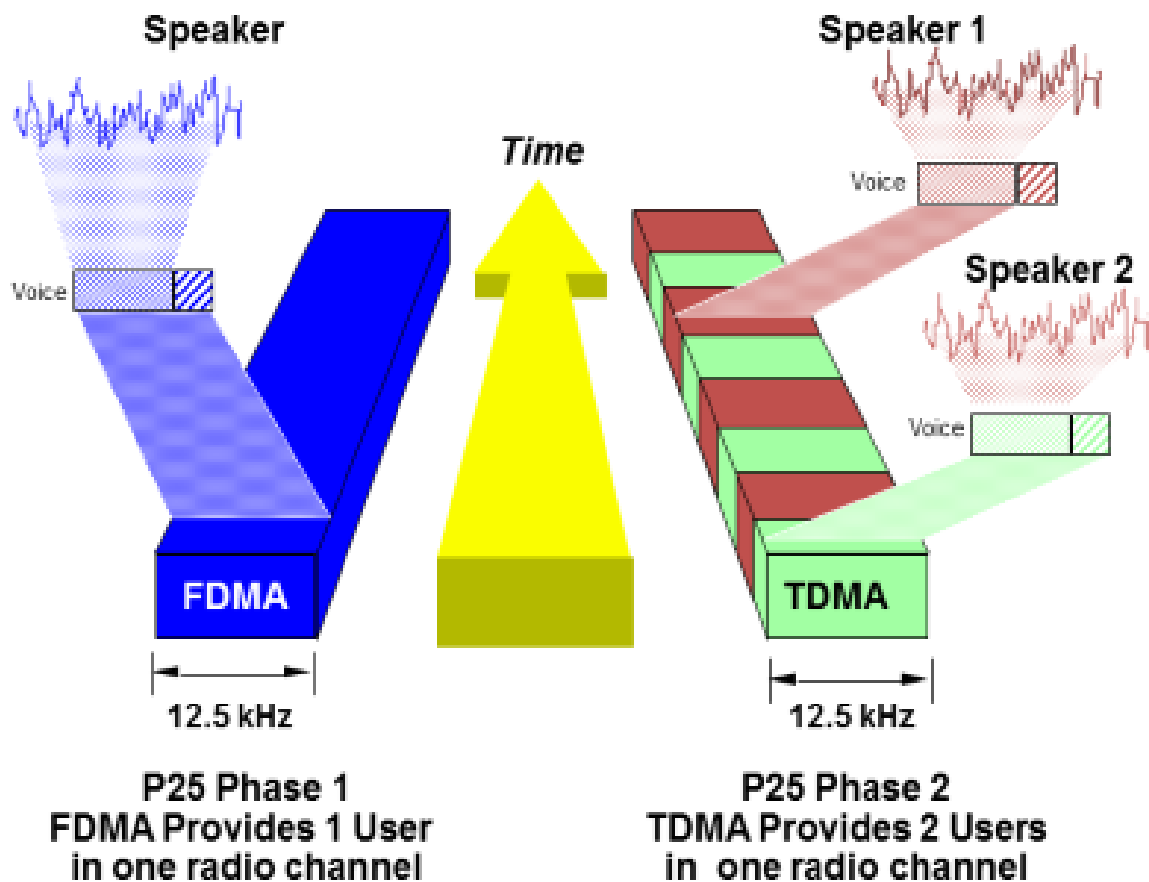 Speaker
Voice
FDMA
12.5 kHz
P25 Phase 1
FDMA Provides 1 User
in one radio channel
Time
Speaker 1
Voice
Speaker 2
Voice
TDMA
12.5 kHz
P25 Phase 2
TDMA Provides 2 Users
in one radio channel